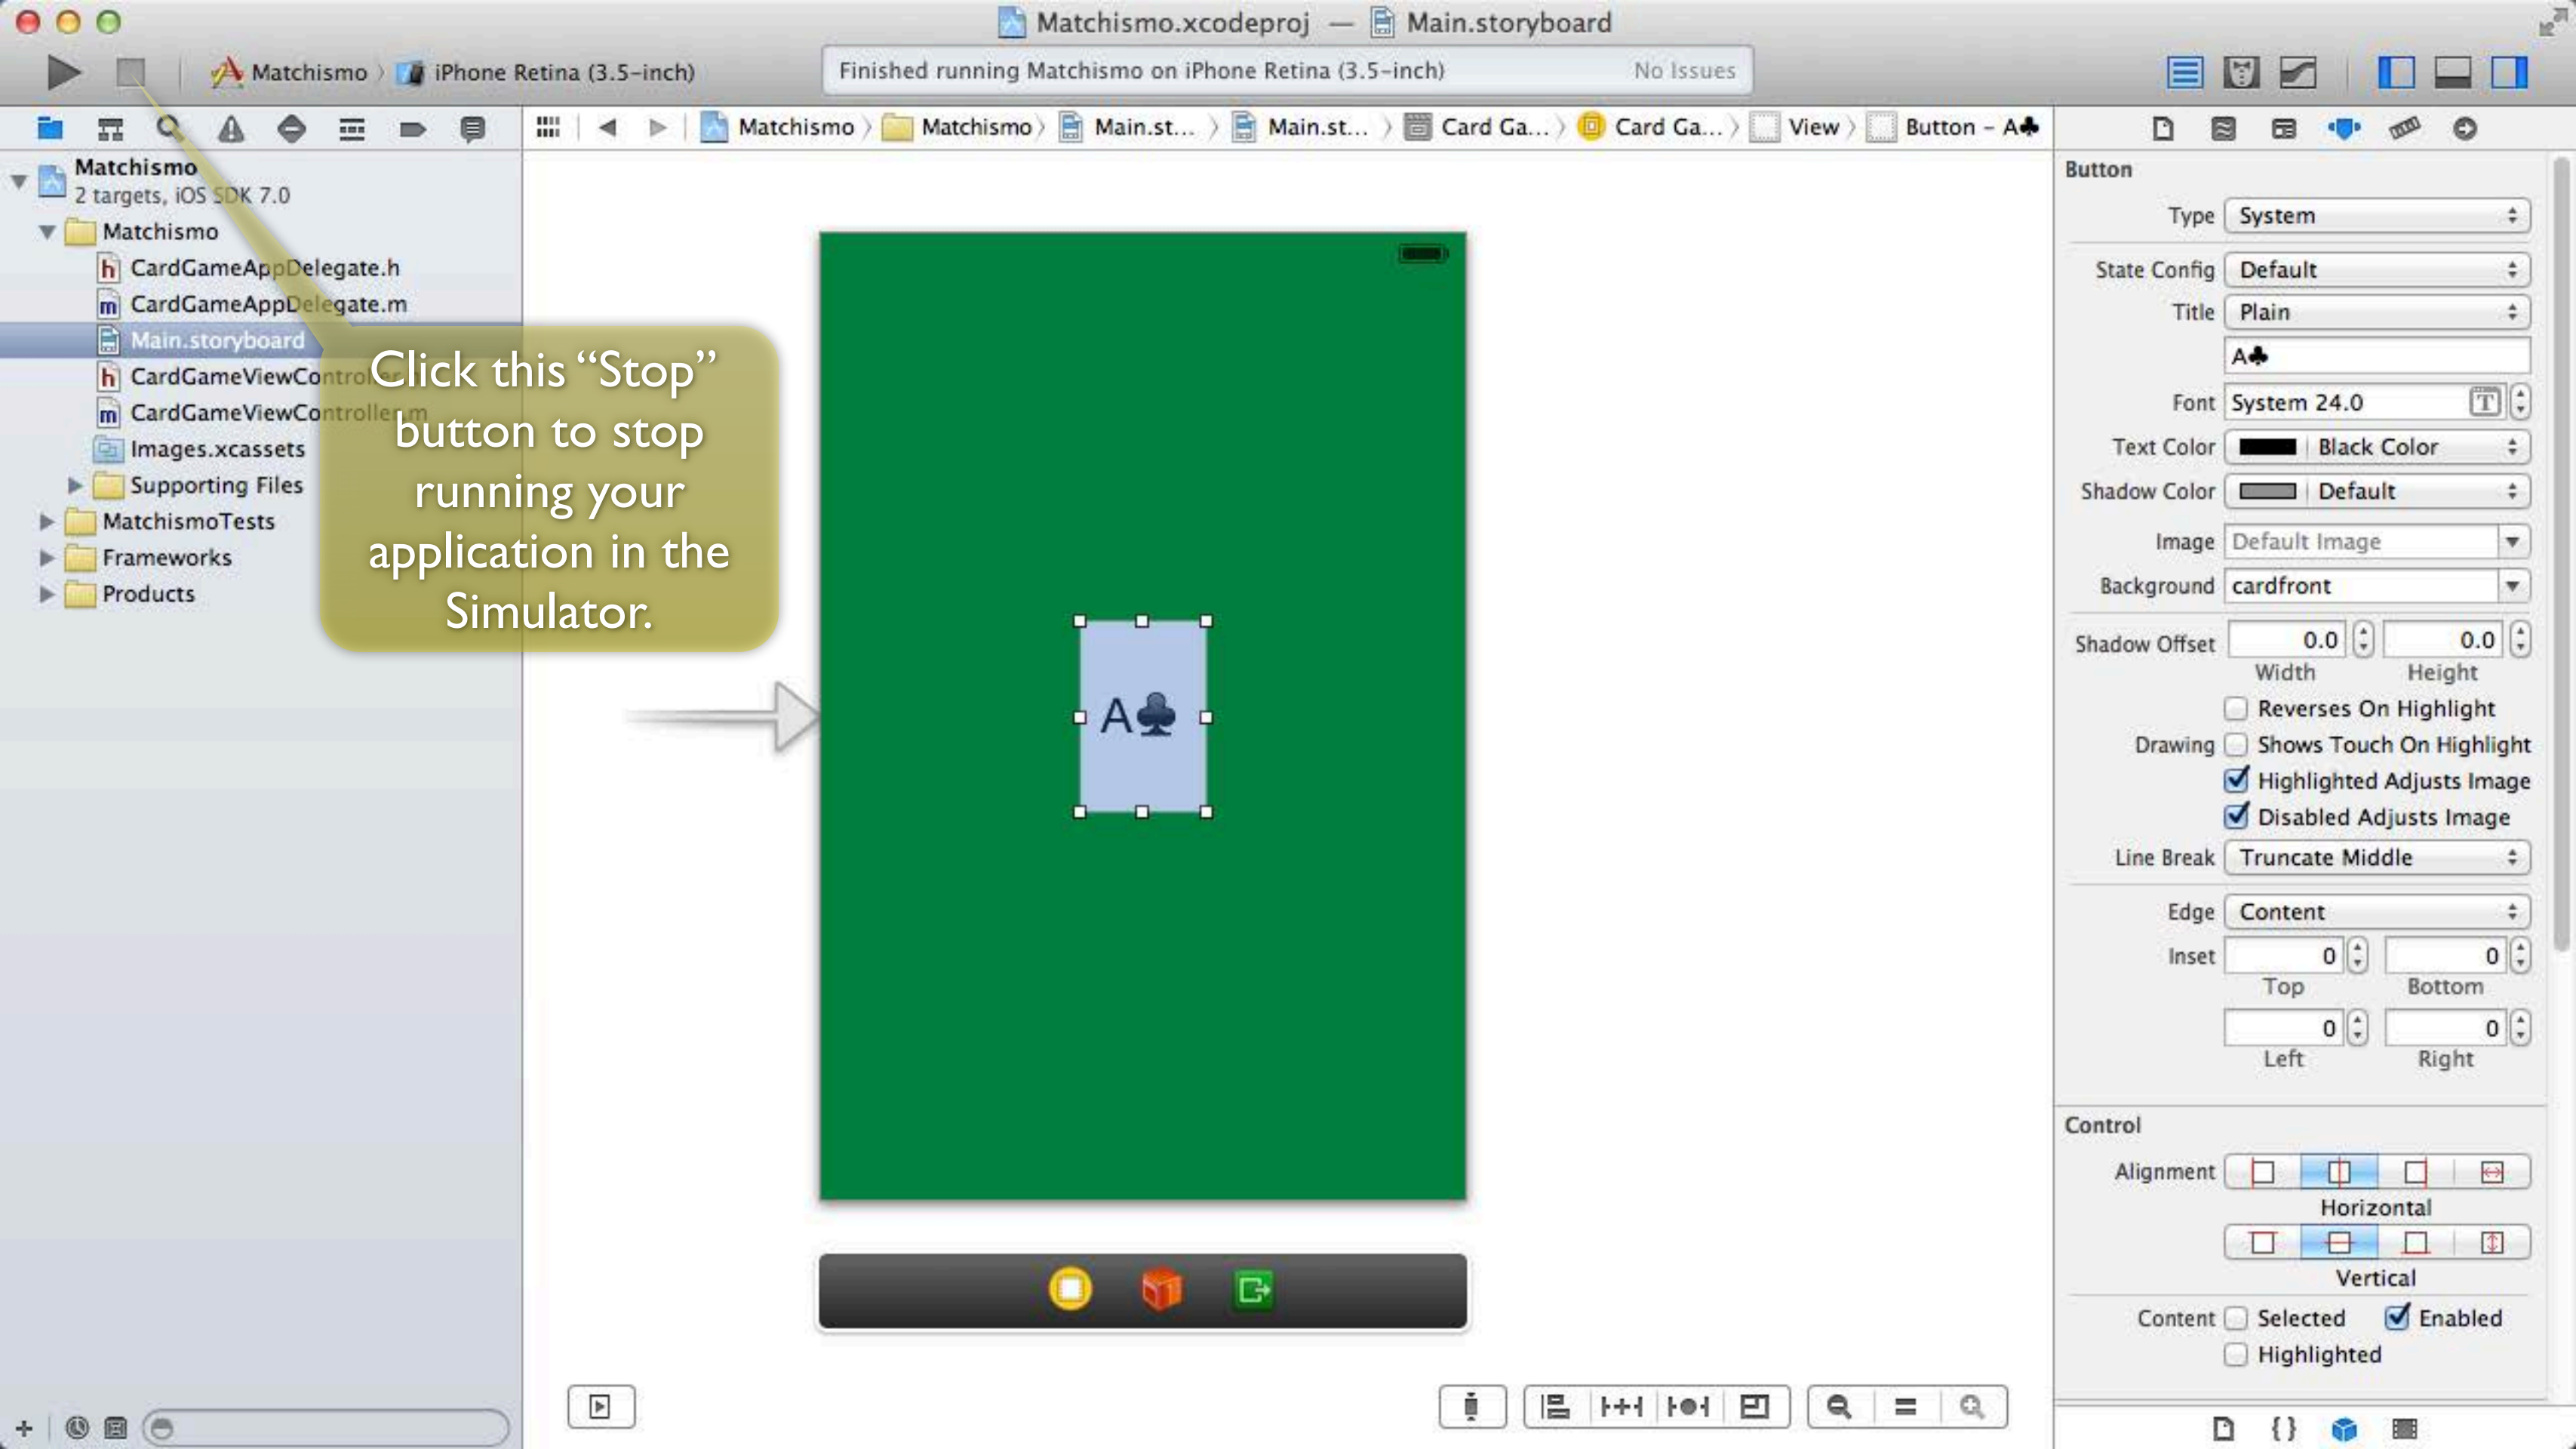 Matchismo.xcodeproj — Main.storyboard
Matchismo
iPhone Retina (3.5-inch)
Finished running Matchismo on iPhone Retina (3.5-inch)
No Issues
Matchismo
Matchismo
Main.st...
Main.st...
Card Ga...
Card Ga...
View
Button - A♣
Matchismo
2 targets, iOS SDK 7.0
Matchismo
h CardGameAppDelegate.h
m CardGameAppDelegate.m
Main.storyboard
h CardGameViewController
m CardGameViewController.m
Images.xcassets
Supporting Files
MatchismoTests
Frameworks
Products
Click this “Stop”
button to stop
running your
application in the
Simulator.
A♣
Button
Type System
State Config Default
Title Plain
A♣
Font System 24.0 T
Text Color Black Color
Shadow Color Default
Image Default Image
Background cardfront
Shadow Offset 0.0 0.0
Width Height
Reverses On Highlight
Drawing Shows Touch On Highlight
Highlighted Adjusts Image
Disabled Adjusts Image
Line Break Truncate Middle
Edge Content
Inset 0 0
Top Bottom
0 0
Left Right
Control
Alignment
Horizontal
Vertical
Content Selected Enabled
Highlighted